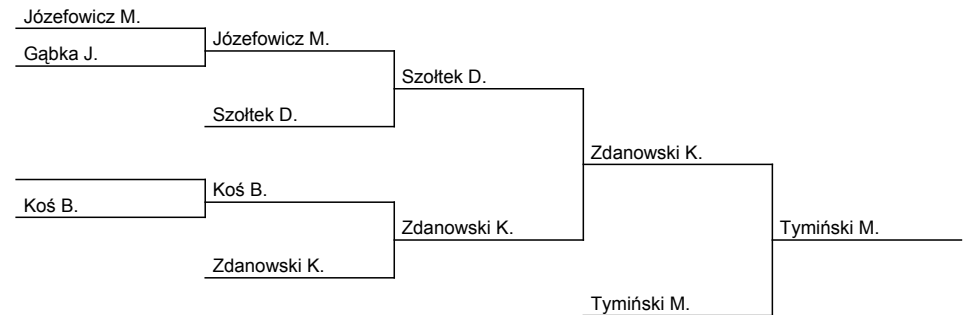 Józefowicz M.
Gąbka J.
Józefowicz M.
Szołtek D.
Szołtek D.
Koś B.
Koś B.
Zdanowski K.
Zdanowski K.
Zdanowski K.
Tymiński M.
Tymiński M.